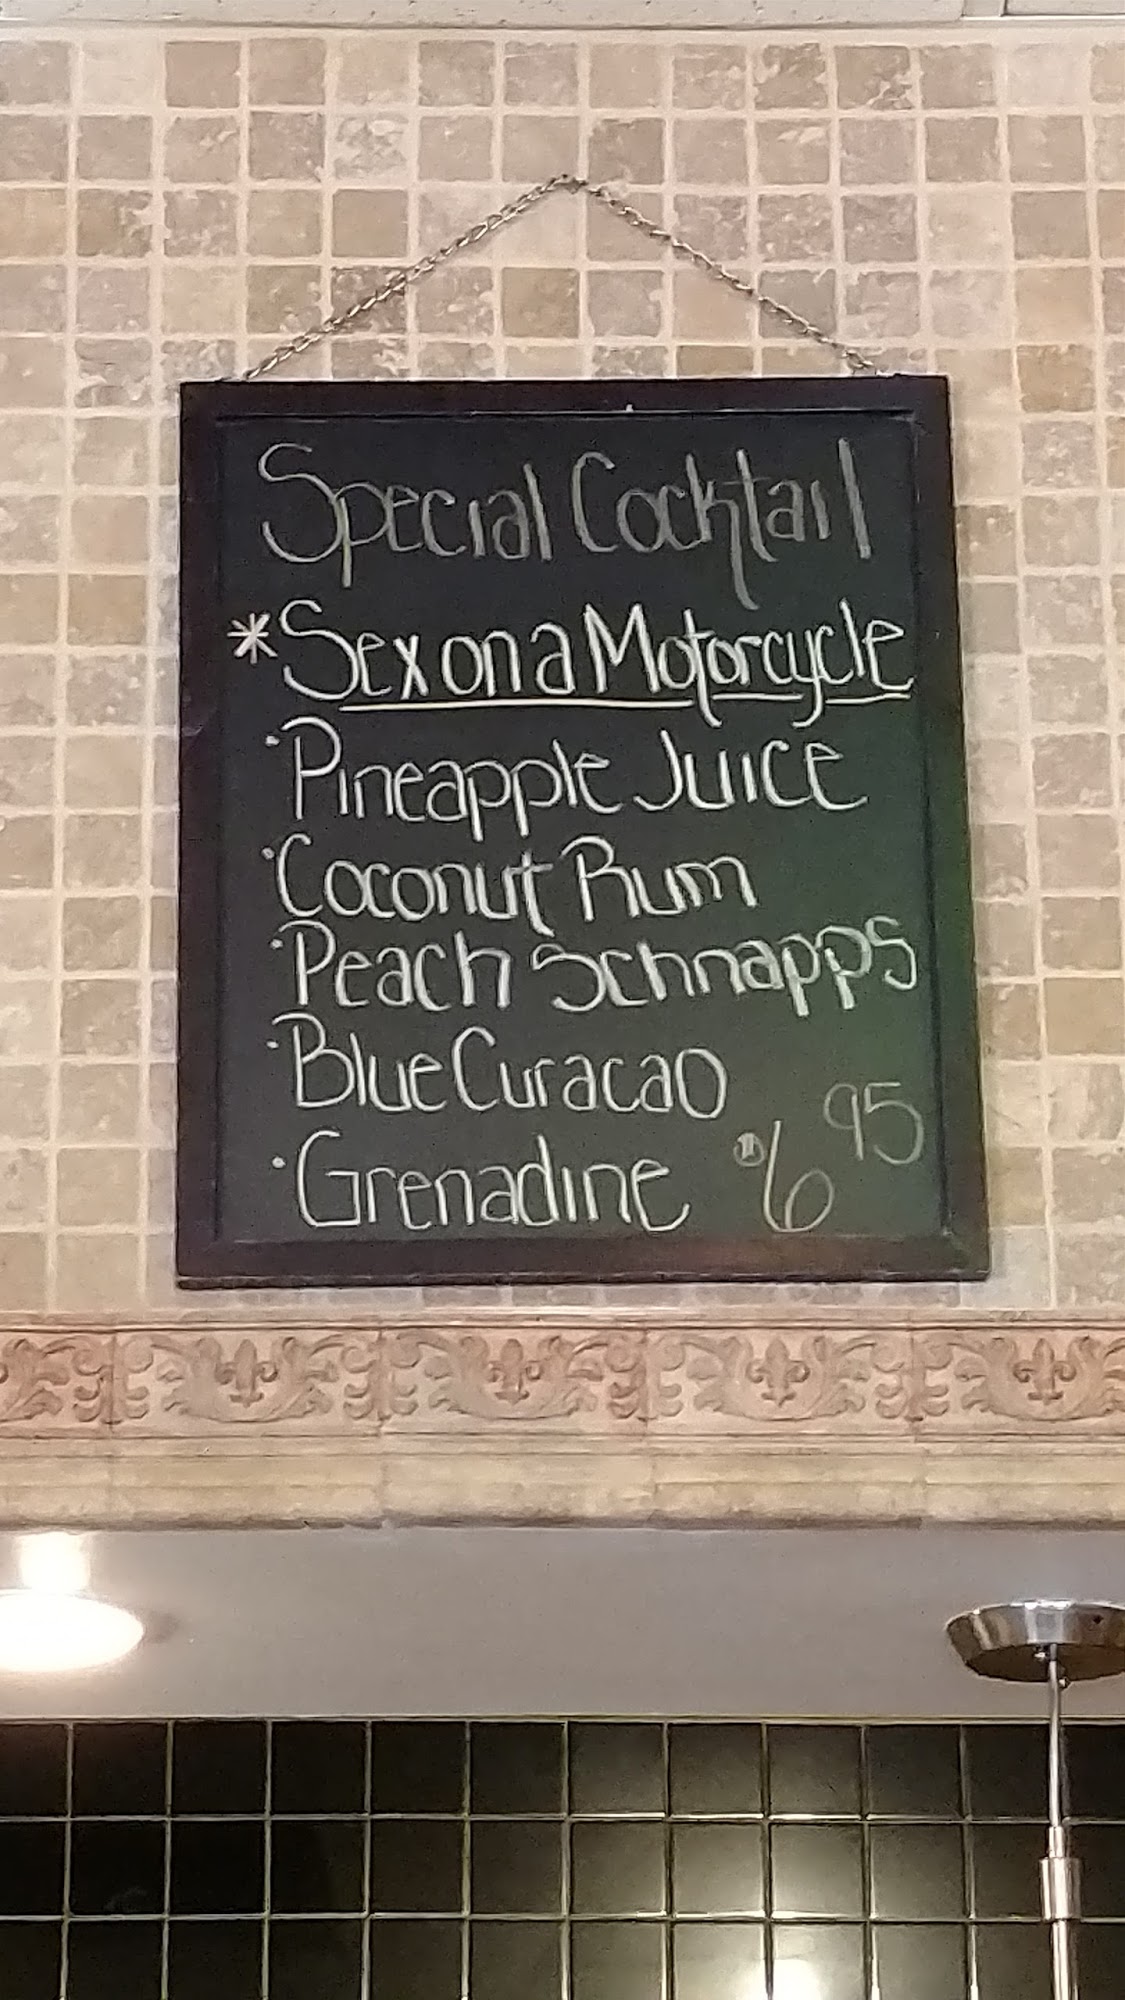 Special Cocktail
*Sex on a Motorcycle
·Pineapple Juice
·Coconut Rum
·Peach Schnapps
·Blue Curacao
·Grenadine $6 95